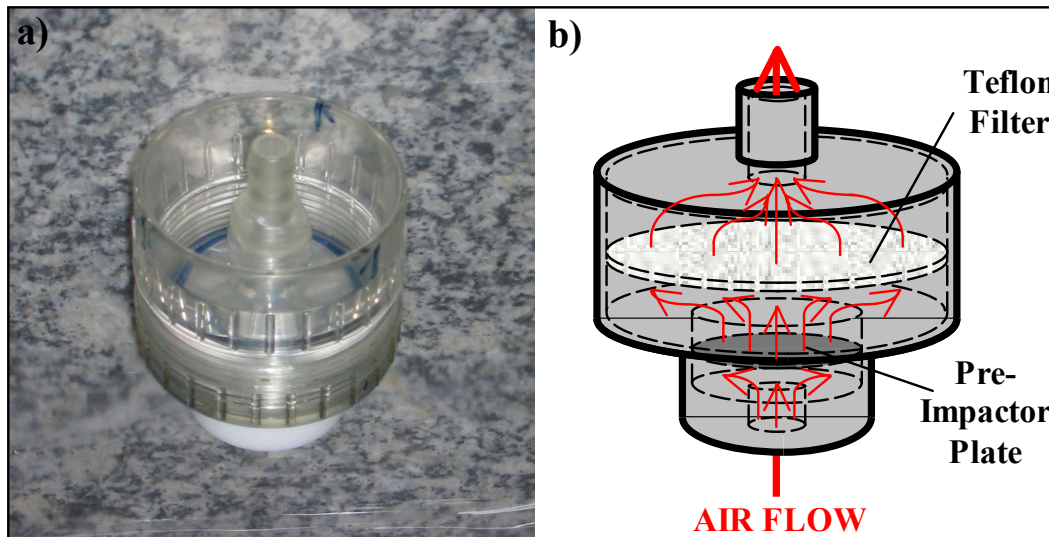 a)
b)
Teflon
Filter
Pre-
Impactor
Plate
AIR FLOW